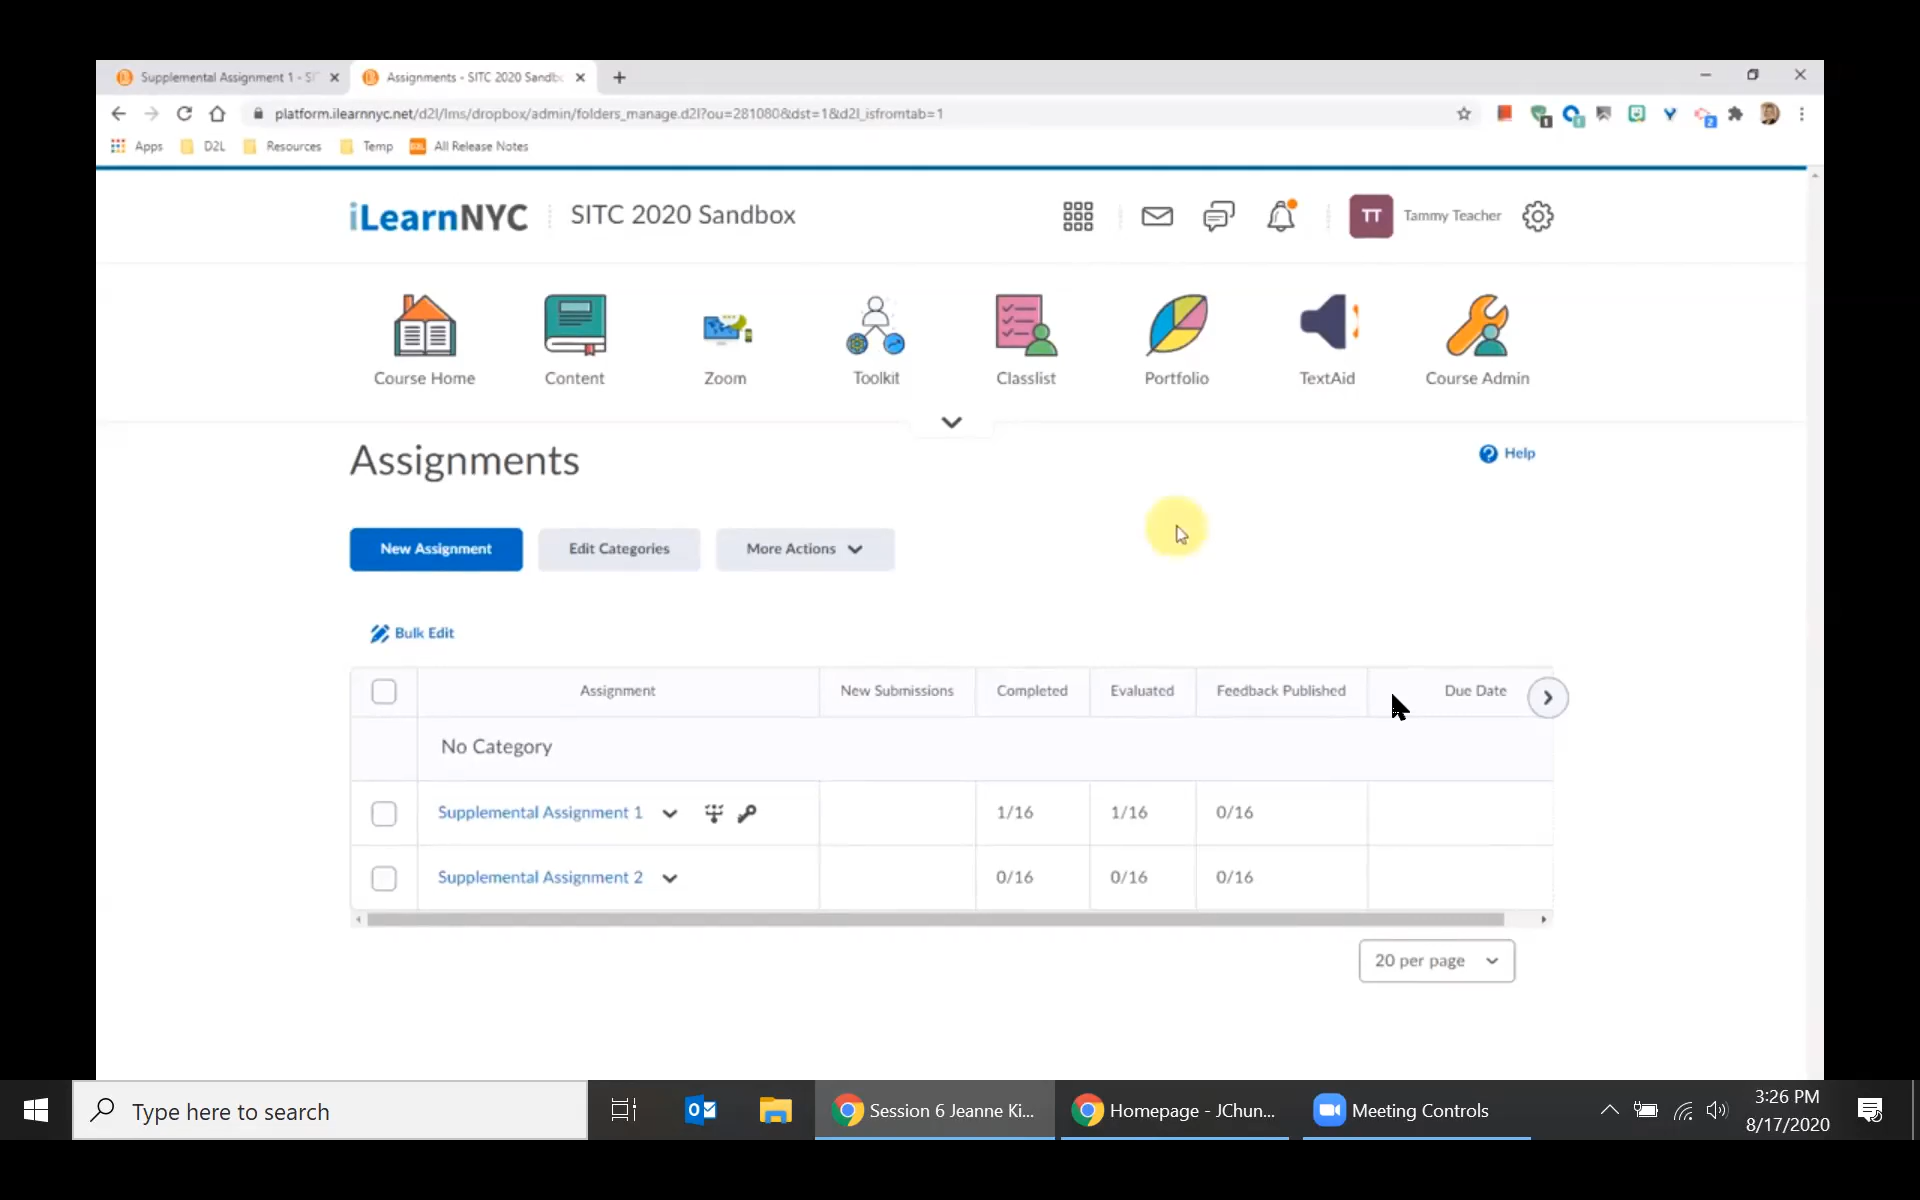 Supplemental Assignment 1 - SI
Assignments - SITC 2020 Sandbo
platform.ilearnnyc.net/d2l/lms/dropbox/admin/folders_manage.d2l?ou=281080&dst=1&d2l_isfromtab=1
Apps D2L Resources Temp All Release Notes
iLearnNYC SITC 2020 Sandbox
TT Tammy Teacher
Course Home Content Zoom Toolkit Classlist Portfolio TextAid Course Admin
Assignments
Help
New Assignment Edit Categories More Actions
Bulk Edit
Assignment New Submissions Completed Evaluated Feedback Published Due Date
No Category
Supplemental Assignment 1 1/16 1/16 0/16
Supplemental Assignment 2 0/16 0/16 0/16
20 per page
Type here to search
Session 6 Jeanne Ki...
Homepage - JChun...
Meeting Controls
3:26 PM
8/17/2020